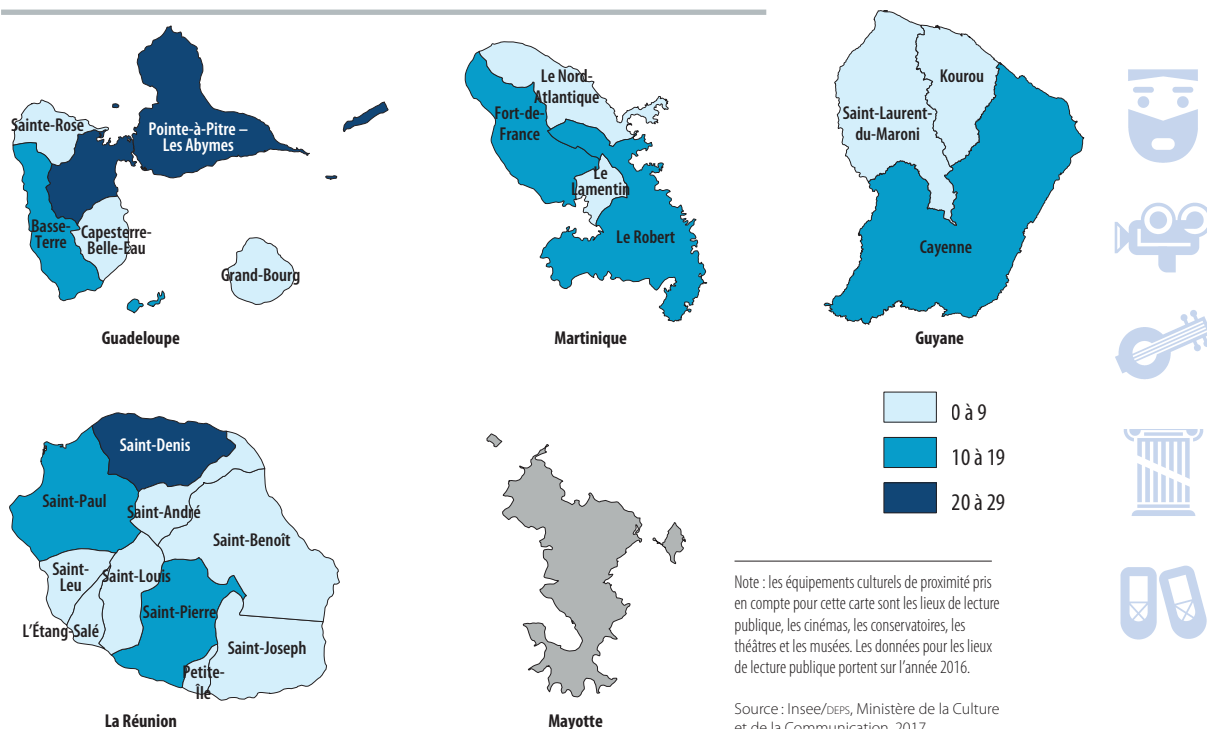 Sainte-Rose
Pointe-à-Pitre –
Les Abymes
Basse-
Terre
Capesterre-
Belle-Eau
Grand-Bourg
Guadeloupe
Le Nord-
Atlantique
Fort-de-
France
Le
Lamentin
Le Robert
Martinique
Kourou
Saint-Laurent-
du-Maroni
Cayenne
Guyane
0 à 9
10 à 19
20 à 29
Saint-Denis
Saint-Paul
Saint-André
Saint-Benoît
Saint-
Leu
Saint-Louis
Saint-Pierre
L'Étang-Salé
Saint-Joseph
Petite-
Île
La Réunion
Mayotte
Note : les équipements culturels de proximité pris
en compte pour cette carte sont les lieux de lecture
publique, les cinémas, les conservatoires, les
théâtres et les musées. Les données pour les lieux
de lecture publique portent sur l'année 2016.
Source : Insee/DEPS, Ministère de la Culture
et de la Communication, 2017